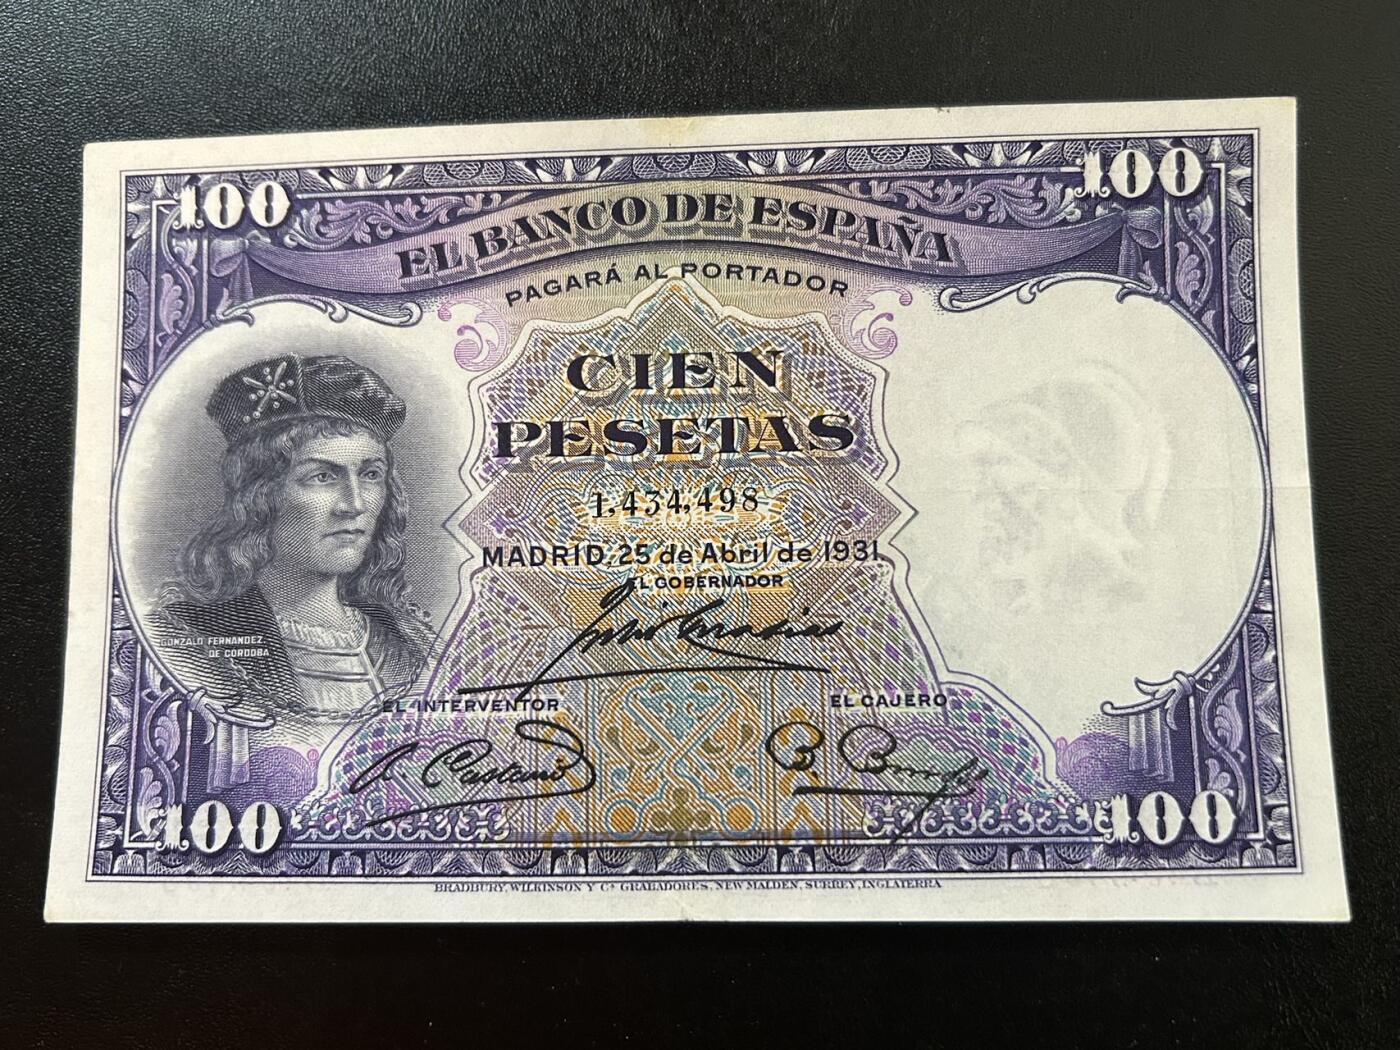 100 100
EL BANCO DE ESPAÑA
PAGARÁ AL PORTADOR
CIEN
PESETAS
1,434,498
MADRID, 25 de Abril de 1931.
EL GOBERNADOR
GONZALO FERNANDEZ.
DE CORDOBA
EL INTERVENTOR
EL CAJERO
100 100
BRADBURY, WILKINSON Y Cª GRABADORES, NEW MALDEN, SURREY, INGLATERRA